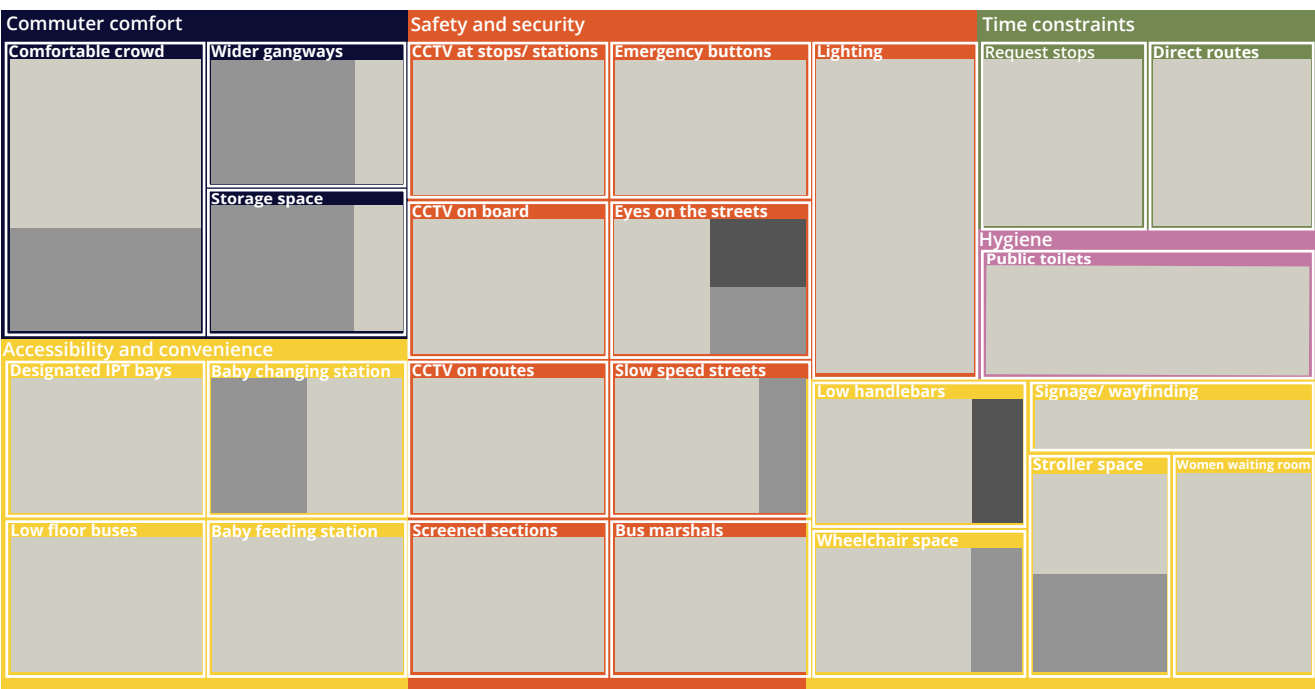 Commuter comfort
Comfortable crowd
Wider gangways
Storage space
Safety and security
CCTV at stops/ stations
Emergency buttons
Lighting
CCTV on board
Eyes on the streets
CCTV on routes
Slow speed streets
Screened sections
Bus marshals
Time constraints
Request stops
Direct routes
Hygiene
Public toilets
Accessibility and convenience
Designated IPT bays
Baby changing station
Low floor buses
Baby feeding station
Low handlebars
Signage/ wayfinding
Wheelchair space
Stroller space
Women waiting room